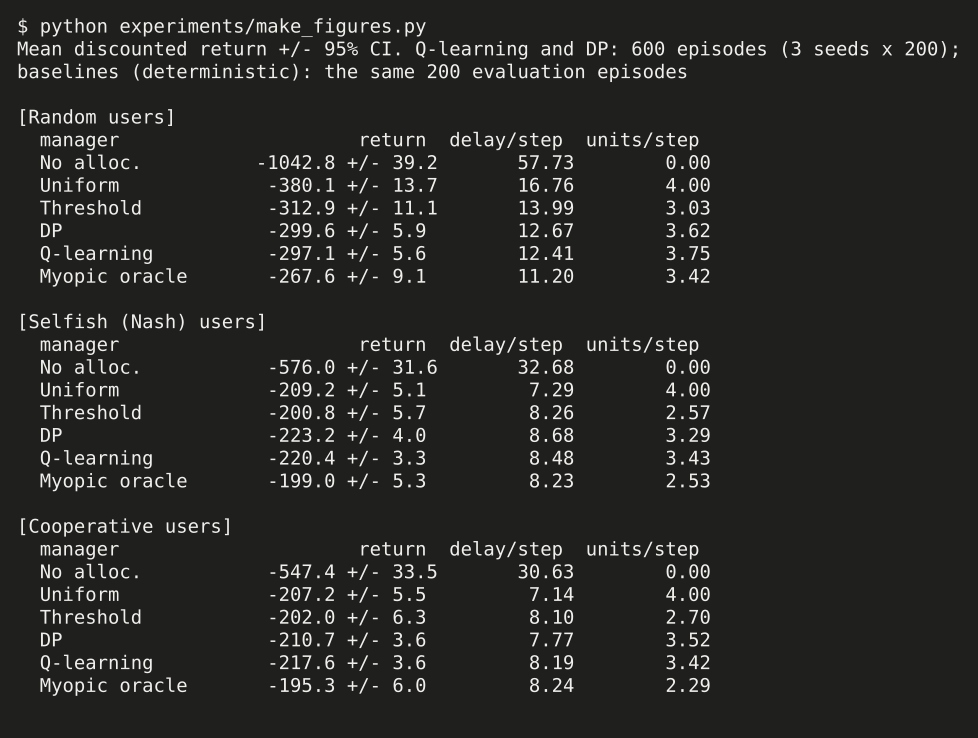 $ python experiments/make_figures.py
Mean discounted return +/- 95% CI. Q-learning and DP: 600 episodes (3 seeds x 200);
baselines (deterministic): the same 200 evaluation episodes
[Random users]
manager return delay/step units/step
No alloc. -1042.8 +/- 39.2 57.73 0.00
Uniform -380.1 +/- 13.7 16.76 4.00
Threshold -312.9 +/- 11.1 13.99 3.03
DP -299.6 +/- 5.9 12.67 3.62
Q-learning -297.1 +/- 5.6 12.41 3.75
Myopic oracle -267.6 +/- 9.1 11.20 3.42
[Selfish (Nash) users]
manager return delay/step units/step
No alloc. -576.0 +/- 31.6 32.68 0.00
Uniform -209.2 +/- 5.1 7.29 4.00
Threshold -200.8 +/- 5.7 8.26 2.57
DP -223.2 +/- 4.0 8.68 3.29
Q-learning -220.4 +/- 3.3 8.48 3.43
Myopic oracle -199.0 +/- 5.3 8.23 2.53
[Cooperative users]
manager return delay/step units/step
No alloc. -547.4 +/- 33.5 30.63 0.00
Uniform -207.2 +/- 5.5 7.14 4.00
Threshold -202.0 +/- 6.3 8.10 2.70
DP -210.7 +/- 3.6 7.77 3.52
Q-learning -217.6 +/- 3.6 8.19 3.42
Myopic oracle -195.3 +/- 6.0 8.24 2.29